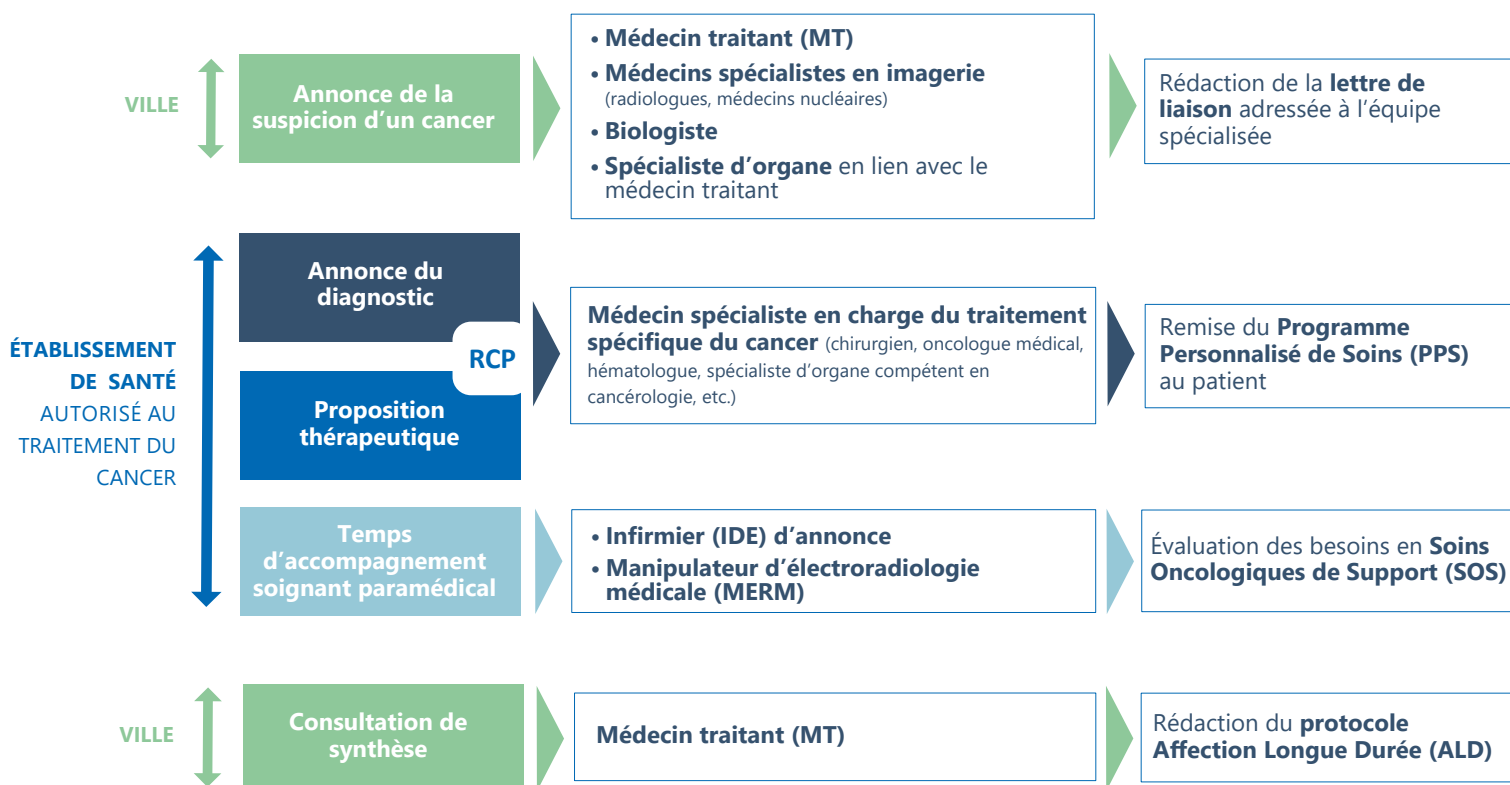 VILLE
Annonce de la
suspicion d’un cancer
• Médecin traitant (MT)
• Médecins spécialistes en imagerie
(radiologues, médecins nucléaires)
• Biologiste
• Spécialiste d’organe en lien avec le
médecin traitant
Rédaction de la lettre de
liaison adressée à l’équipe
spécialisée
ÉTABLISSEMENT
DE SANTÉ
AUTORISÉ AU
TRAITEMENT DU
CANCER
Annonce du
diagnostic
RCP
Proposition
thérapeutique
Médecin spécialiste en charge du traitement
spécifique du cancer (chirurgien, oncologue médical,
hématologue, spécialiste d’organe compétent en
cancérologie, etc.)
Remise du Programme
Personnalisé de Soins (PPS)
au patient
Temps
d’accompagnement
soignant paramédical
• Infirmier (IDE) d’annonce
• Manipulateur d’électroradiologie
médicale (MERM)
Évaluation des besoins en Soins
Oncologiques de Support (SOS)
VILLE
Consultation de
synthèse
Médecin traitant (MT)
Rédaction du protocole
Affection Longue Durée (ALD)